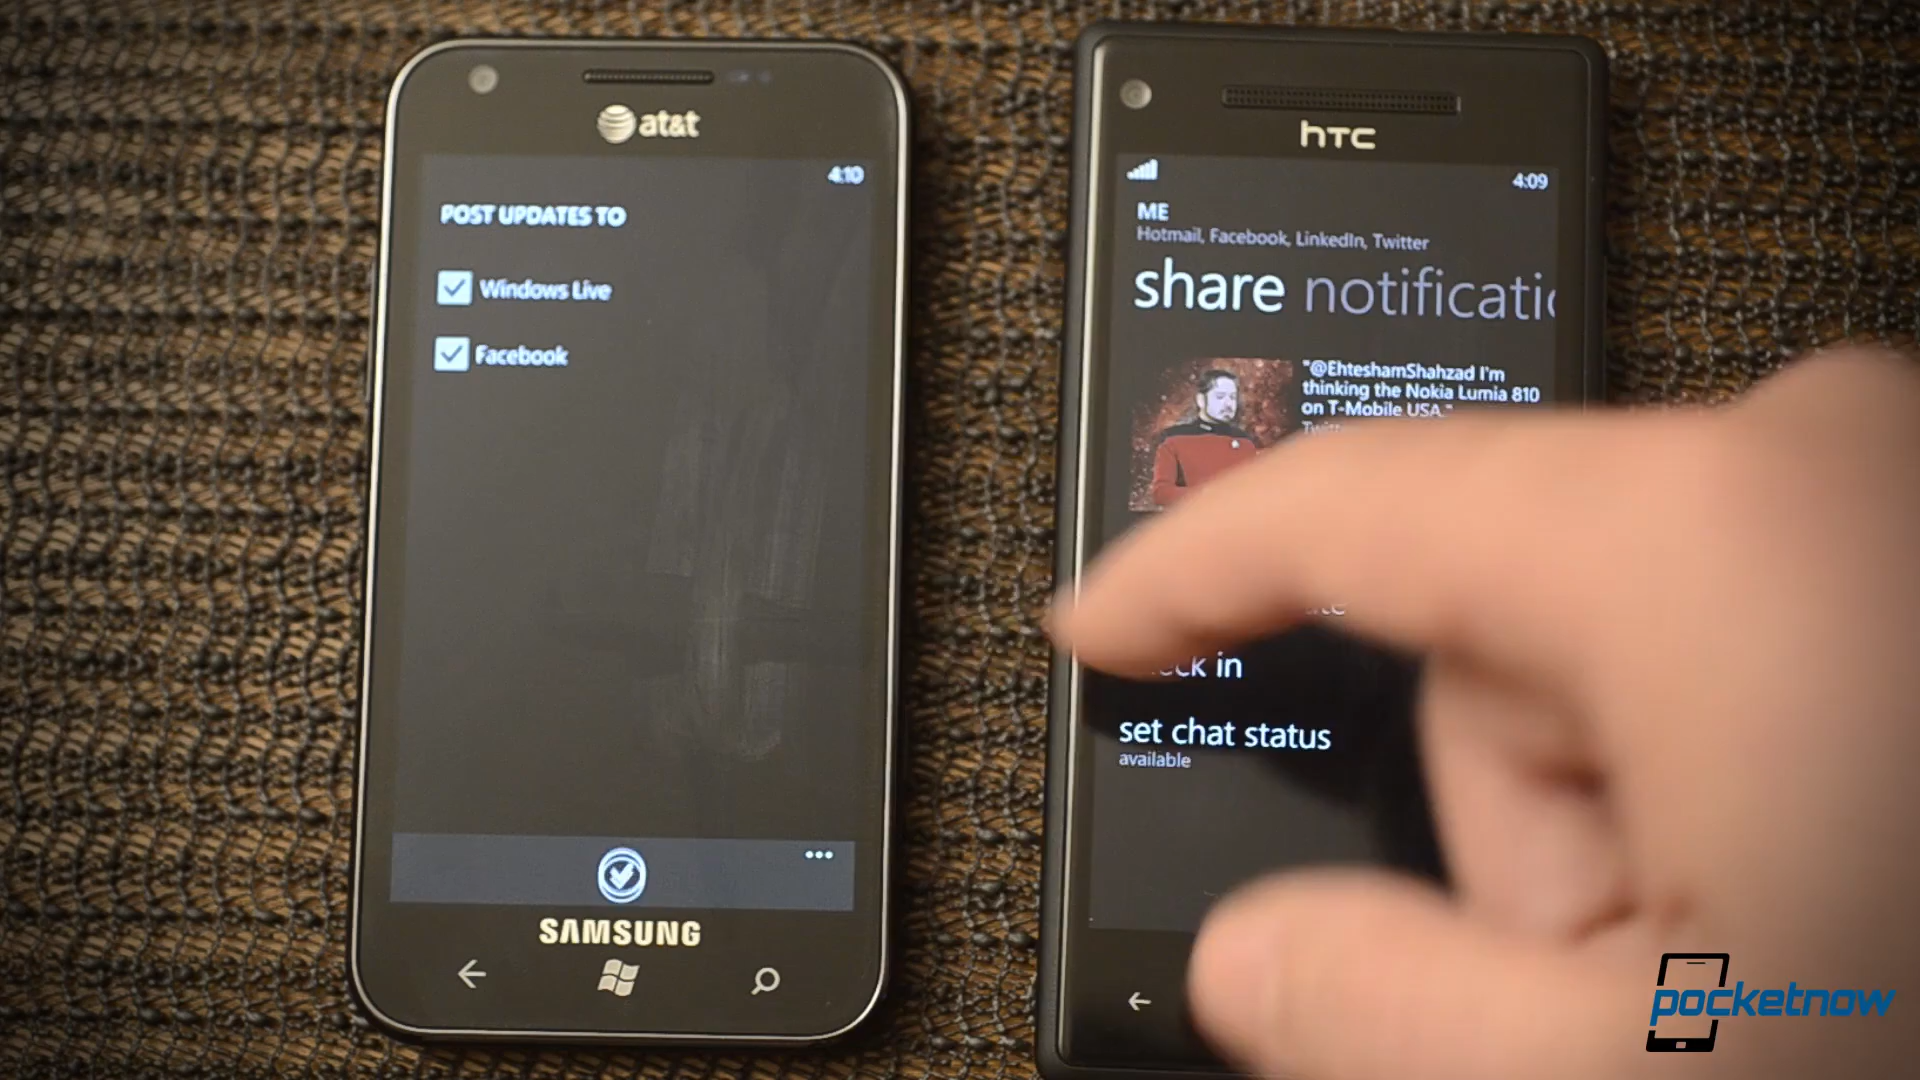 at&t
4:10
POST UPDATES TO
Windows Live
Facebook
SAMSUNG
hTC
4:09
ME
Hotmail, Facebook, LinkedIn, Twitter
share notificatio
"@EhteshamShahzad I'm
thinking the Nokia Lumia 810
on T-Mobile USA."
in
set chat status
available
pocketnow